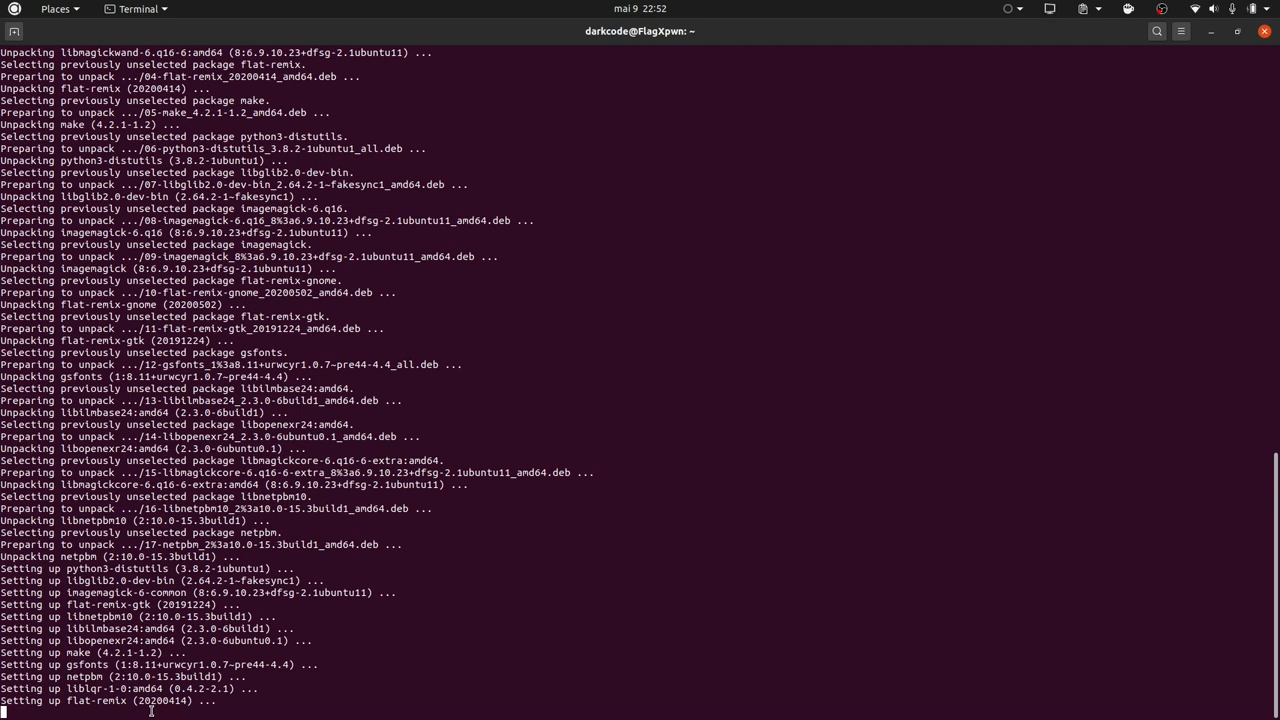 Places
Terminal
mai 9 22:52
darkcode@FlagXpwn: ~
Unpacking libmagickwand-6.q16-6:amd64 (8:6.9.10.23+dfsg-2.1ubuntu11) ...
Selecting previously unselected package flat-remix.
Preparing to unpack .../04-flat-remix_20200414_amd64.deb ...
Unpacking flat-remix (20200414) ...
Selecting previously unselected package make.
Preparing to unpack .../05-make_4.2.1-1.2_amd64.deb ...
Unpacking make (4.2.1-1.2) ...
Selecting previously unselected package python3-distutils.
Preparing to unpack .../06-python3-distutils_3.8.2-1ubuntu1_all.deb ...
Unpacking python3-distutils (3.8.2-1ubuntu1) ...
Selecting previously unselected package libglib2.0-dev-bin.
Preparing to unpack .../07-libglib2.0-dev-bin_2.64.2-1~fakesync1_amd64.deb ...
Unpacking libglib2.0-dev-bin (2.64.2-1~fakesync1) ...
Selecting previously unselected package imagemagick-6.q16.
Preparing to unpack .../08-imagemagick-6.q16_8%3a6.9.10.23+dfsg-2.1ubuntu11_amd64.deb ...
Unpacking imagemagick-6.q16 (8:6.9.10.23+dfsg-2.1ubuntu11) ...
Selecting previously unselected package imagemagick.
Preparing to unpack .../09-imagemagick_8%3a6.9.10.23+dfsg-2.1ubuntu11_amd64.deb ...
Unpacking imagemagick (8:6.9.10.23+dfsg-2.1ubuntu11) ...
Selecting previously unselected package flat-remix-gnome.
Preparing to unpack .../10-flat-remix-gnome_20200502_amd64.deb ...
Unpacking flat-remix-gnome (20200502) ...
Selecting previously unselected package flat-remix-gtk.
Preparing to unpack .../11-flat-remix-gtk_20191224_amd64.deb ...
Unpacking flat-remix-gtk (20191224) ...
Selecting previously unselected package gsfonts.
Preparing to unpack .../12-gsfonts_1%3a8.11+urwcyr1.0.7~pre44-4.4_all.deb ...
Unpacking gsfonts (1:8.11+urwcyr1.0.7~pre44-4.4) ...
Selecting previously unselected package libilmbase24:amd64.
Preparing to unpack .../13-libilmbase24_2.3.0-6build1_amd64.deb ...
Unpacking libilmbase24:amd64 (2.3.0-6build1) ...
Selecting previously unselected package libopenexr24:amd64.
Preparing to unpack .../14-libopenexr24_2.3.0-6ubuntu0.1_amd64.deb ...
Unpacking libopenexr24:amd64 (2.3.0-6ubuntu0.1) ...
Selecting previously unselected package libmagickcore-6.q16-6-extra:amd64.
Preparing to unpack .../15-libmagickcore-6.q16-6-extra_8%3a6.9.10.23+dfsg-2.1ubuntu11_amd64.deb ...
Unpacking libmagickcore-6.q16-6-extra:amd64 (8:6.9.10.23+dfsg-2.1ubuntu11) ...
Selecting previously unselected package libnetpbm10.
Preparing to unpack .../16-libnetpbm10_2%3a10.0-15.3build1_amd64.deb ...
Unpacking libnetpbm10 (2:10.0-15.3build1) ...
Selecting previously unselected package netpbm.
Preparing to unpack .../17-netpbm_2%3a10.0-15.3build1_amd64.deb ...
Unpacking netpbm (2:10.0-15.3build1) ...
Setting up python3-distutils (3.8.2-1ubuntu1) ...
Setting up libglib2.0-dev-bin (2.64.2-1~fakesync1) ...
Setting up imagemagick-6-common (8:6.9.10.23+dfsg-2.1ubuntu11) ...
Setting up flat-remix-gtk (20191224) ...
Setting up libnetpbm10 (2:10.0-15.3build1) ...
Setting up libilmbase24:amd64 (2.3.0-6build1) ...
Setting up libopenexr24:amd64 (2.3.0-6ubuntu0.1) ...
Setting up make (4.2.1-1.2) ...
Setting up gsfonts (1:8.11+urwcyr1.0.7~pre44-4.4) ...
Setting up netpbm (2:10.0-15.3build1) ...
Setting up liblqr-1-0:amd64 (0.4.2-2.1) ...
Setting up flat-remix (20200414) ...